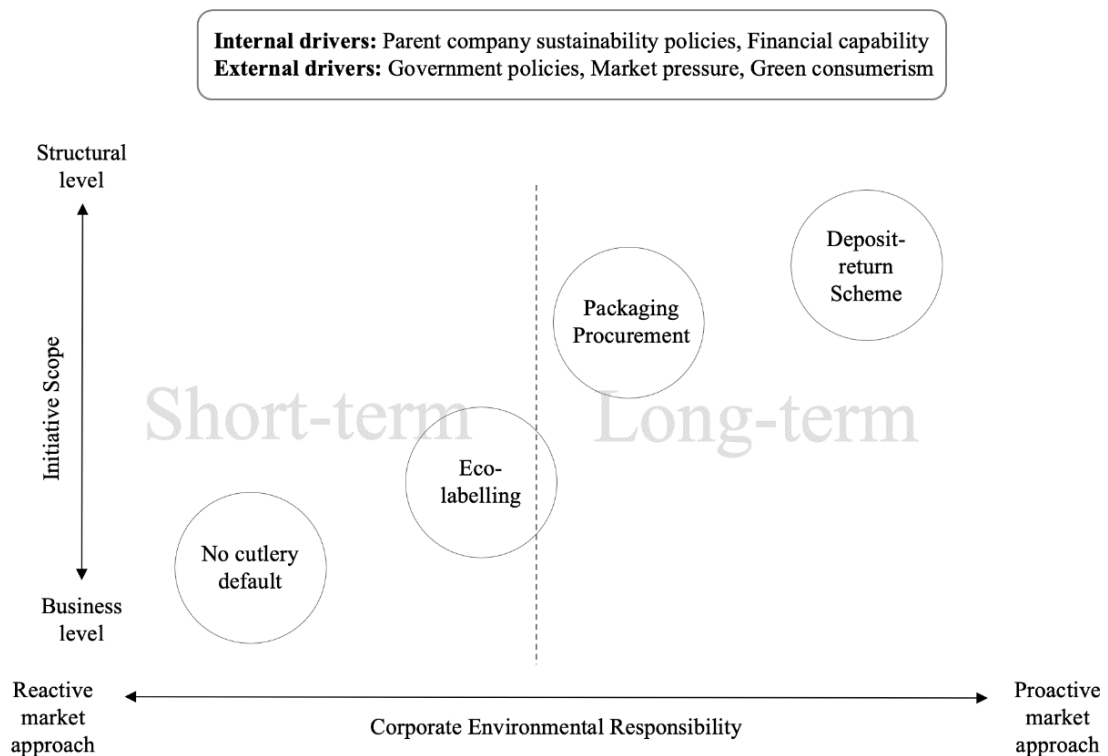 Internal drivers: Parent company sustainability policies, Financial capability
External drivers: Government policies, Market pressure, Green consumerism
Structural
level
Deposit-
return
Scheme
Packaging
Procurement
Initiative Scope
Short-term
Long-term
Eco-
labelling
No cutlery
default
Business
level
Reactive
market
approach
Corporate Environmental Responsibility
Proactive
market
approach